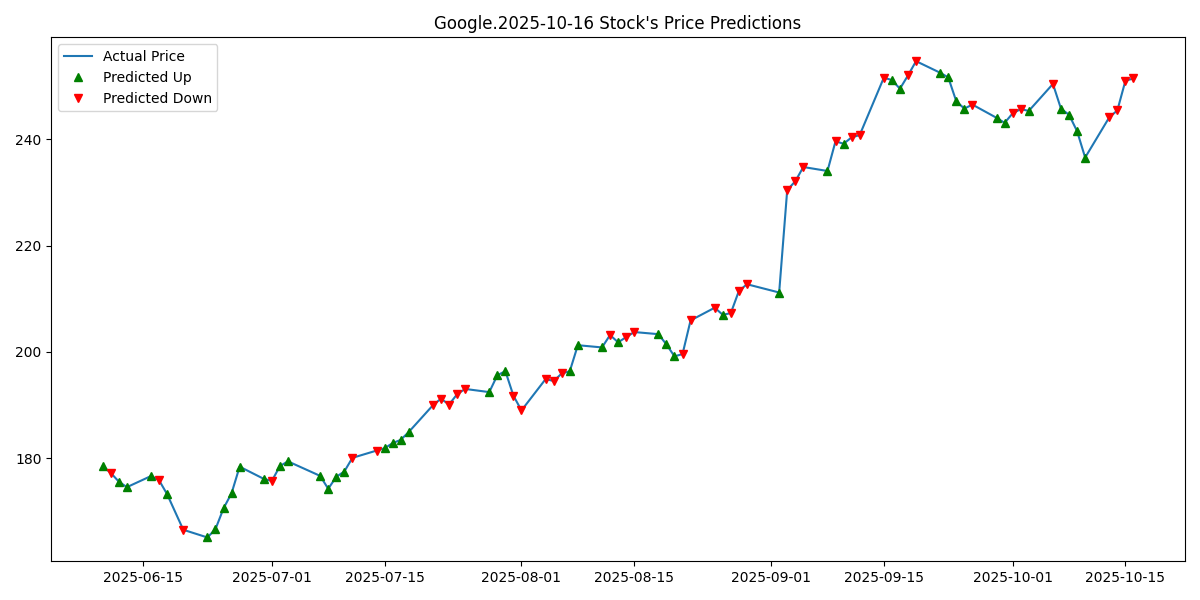 Google.2025-10-16 Stock's Price Predictions
Actual Price
Predicted Up
Predicted Down
240
220
200
180
2025-06-15 2025-07-01 2025-07-15 2025-08-01 2025-08-15 2025-09-01 2025-09-15 2025-10-01 2025-10-15